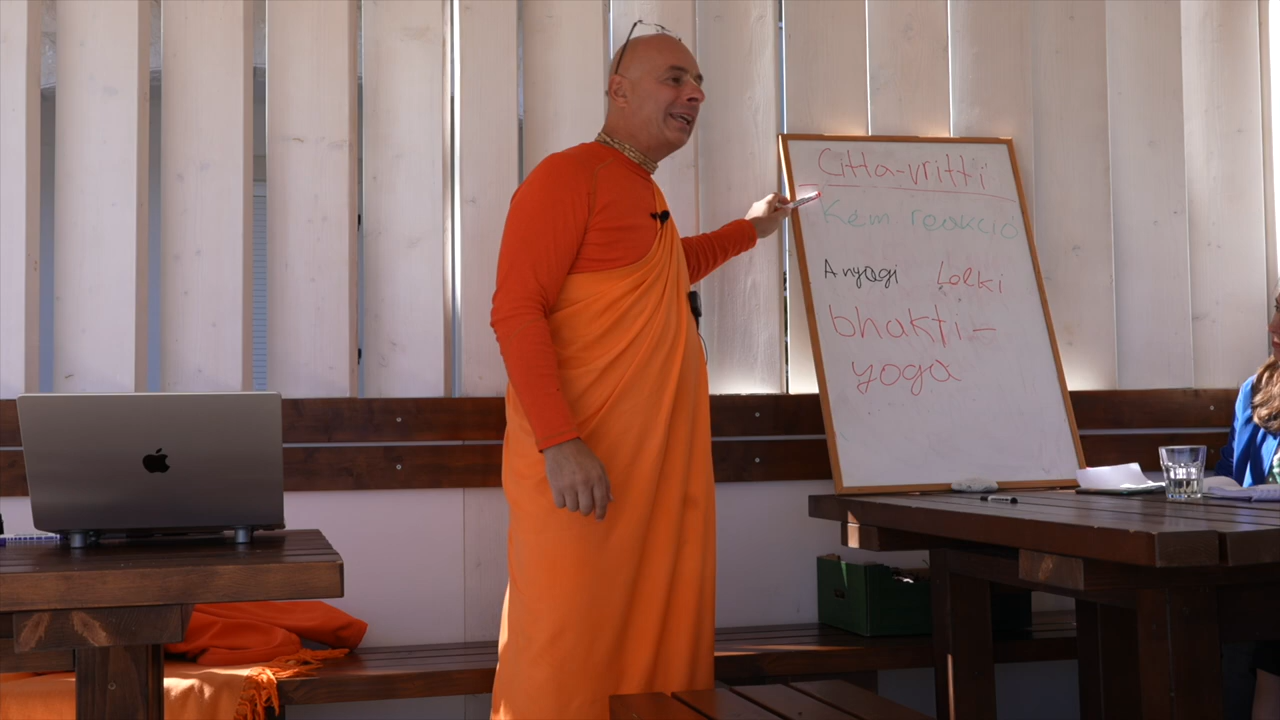 Citta-vritti
Kém reakció
Anyagi Lelki
bhakti-
yoga